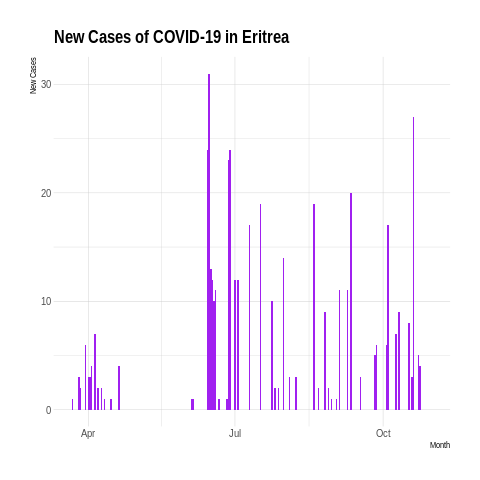 New Cases of COVID-19 in Eritrea
New Cases
30
20
10
0
Apr
Jul
Oct
Month